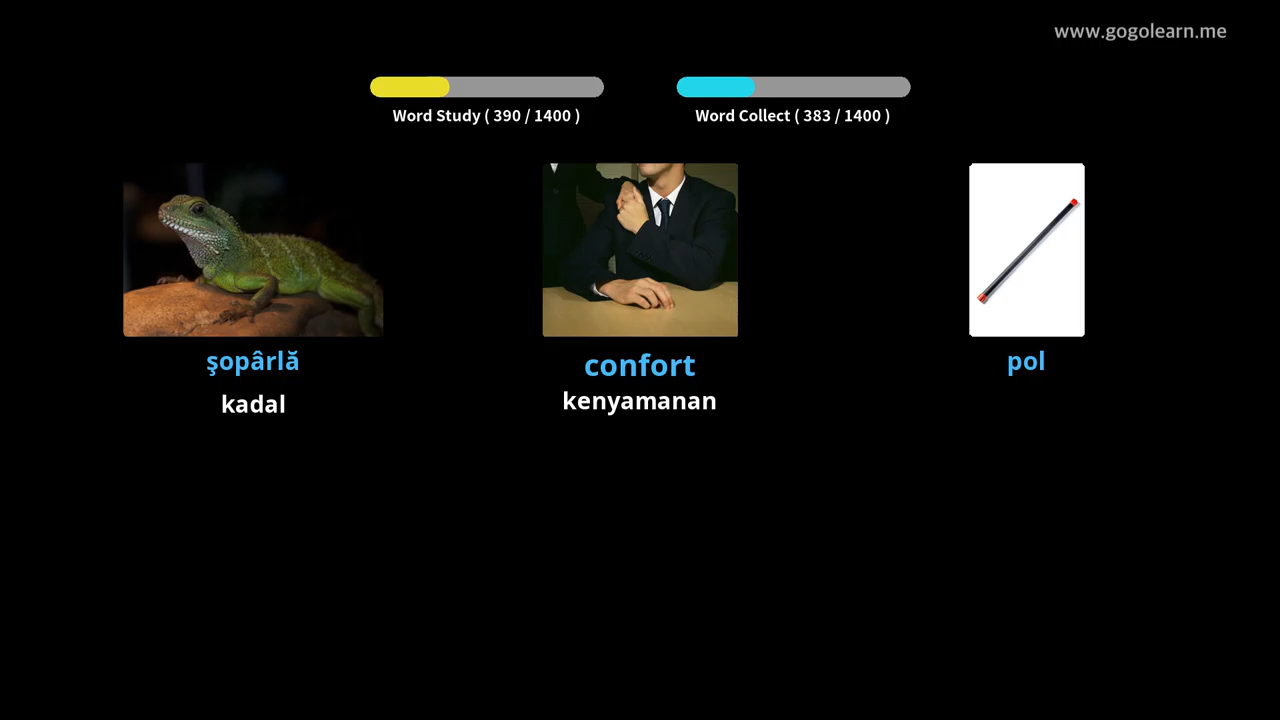 www.gogolearn.me
Word Study ( 390 / 1400 )
Word Collect ( 383 / 1400 )
şopârlă
confort
pol
kadal
kenyamanan